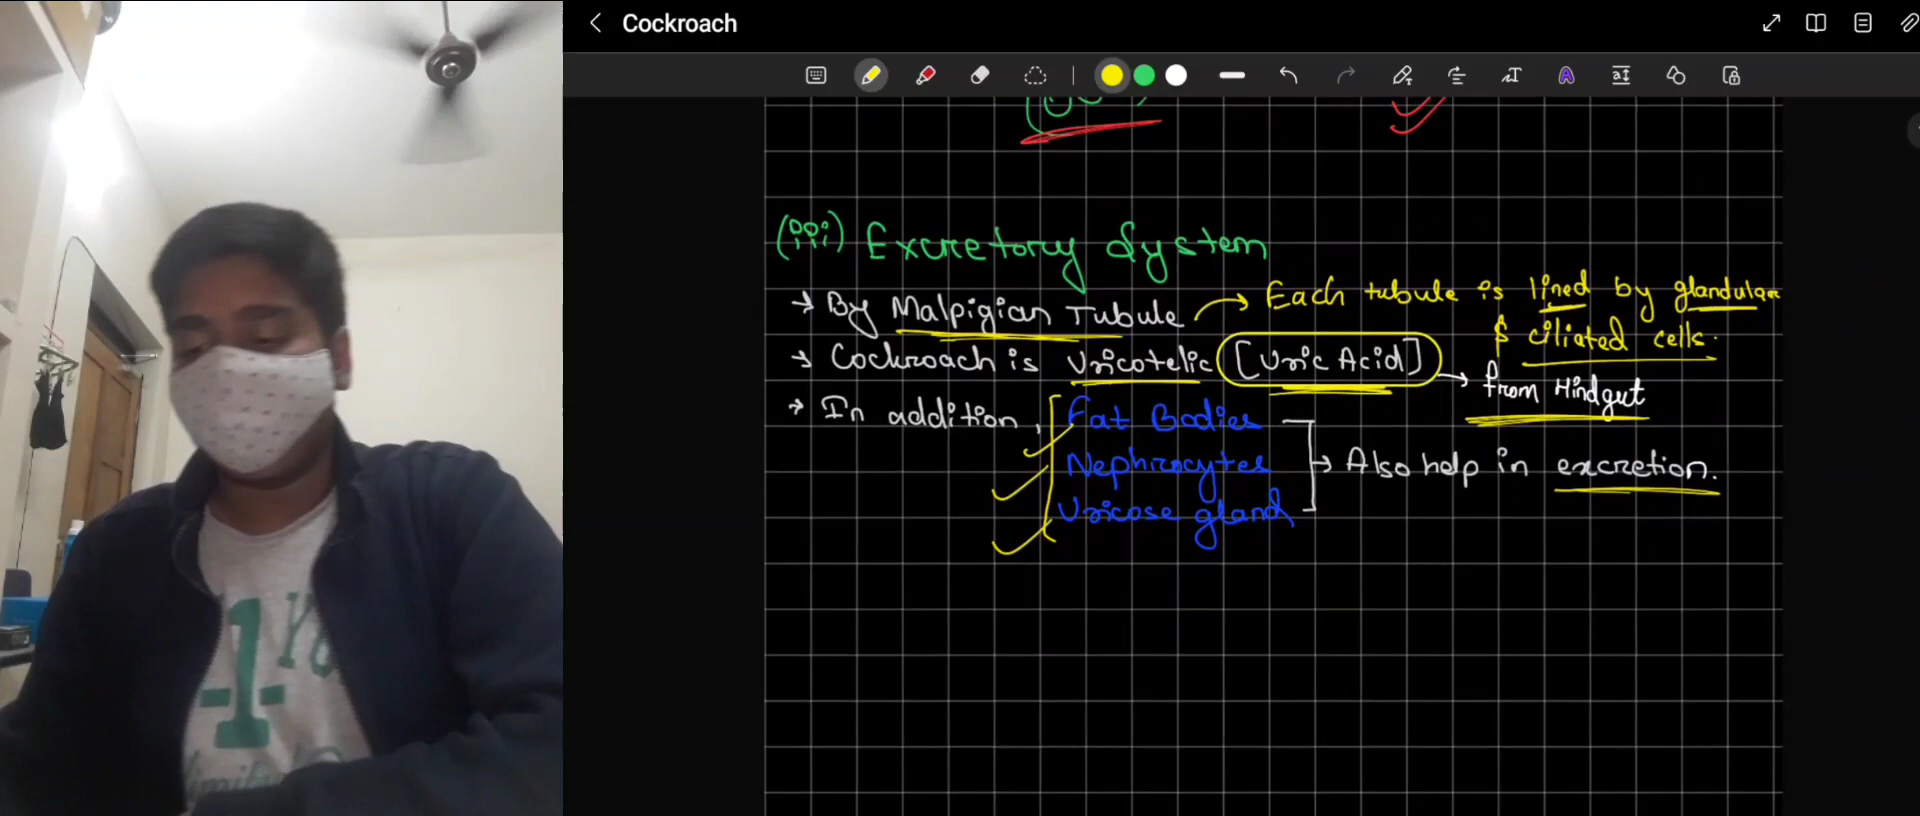 Cockroach
(iii) Excretory System
→ By Malpigian Tubule → Each tubule is lined by glandular
& ciliated cells.
→ Cockroach is Uricotelic [Uric Acid] → from Hindgut
→ In addition, Fat Bodies
Nephrocytes → Also help in excretion.
Uricose gland
1